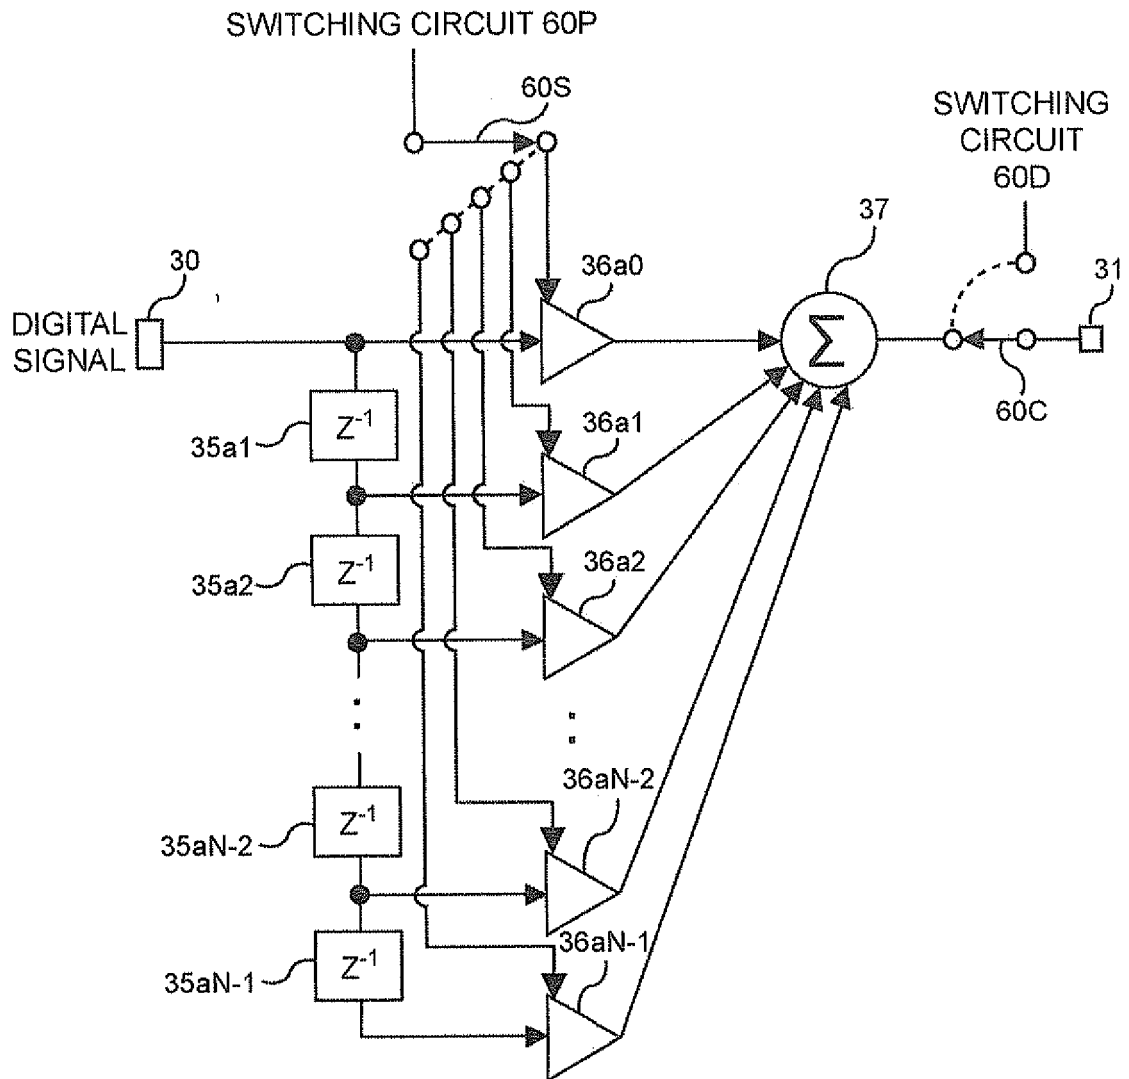 SWITCHING CIRCUIT 60P
60S
SWITCHING
CIRCUIT
60D
37
30
36a0
31
DIGITAL
SIGNAL
Σ
60C
35a1
Z-1
36a1
35a2
Z-1
36a2
36aN-2
35aN-2
Z-1
36aN-1
35aN-1
Z-1